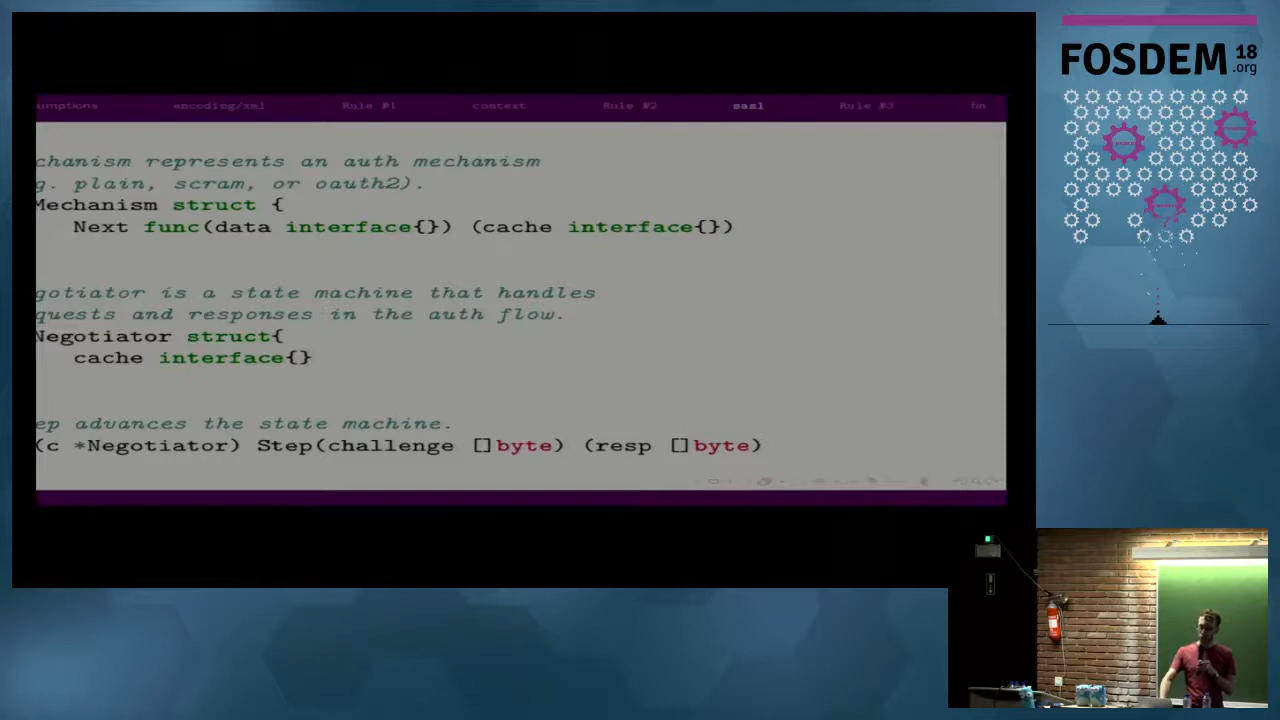 umptions encoding/xml Rule #1 context Rule #2 sasl Rule #3 fin
chanism represents an auth mechanism
g. plain, scram, or oauth2).
Mechanism struct {
Next func(data interface{}) (cache interface{})
gotiator is a state machine that handles
quests and responses in the auth flow.
Negotiator struct{
cache interface{}
ep advances the state machine.
(c *Negotiator) Step(challenge []byte) (resp []byte)
FOSDEM 18
.org